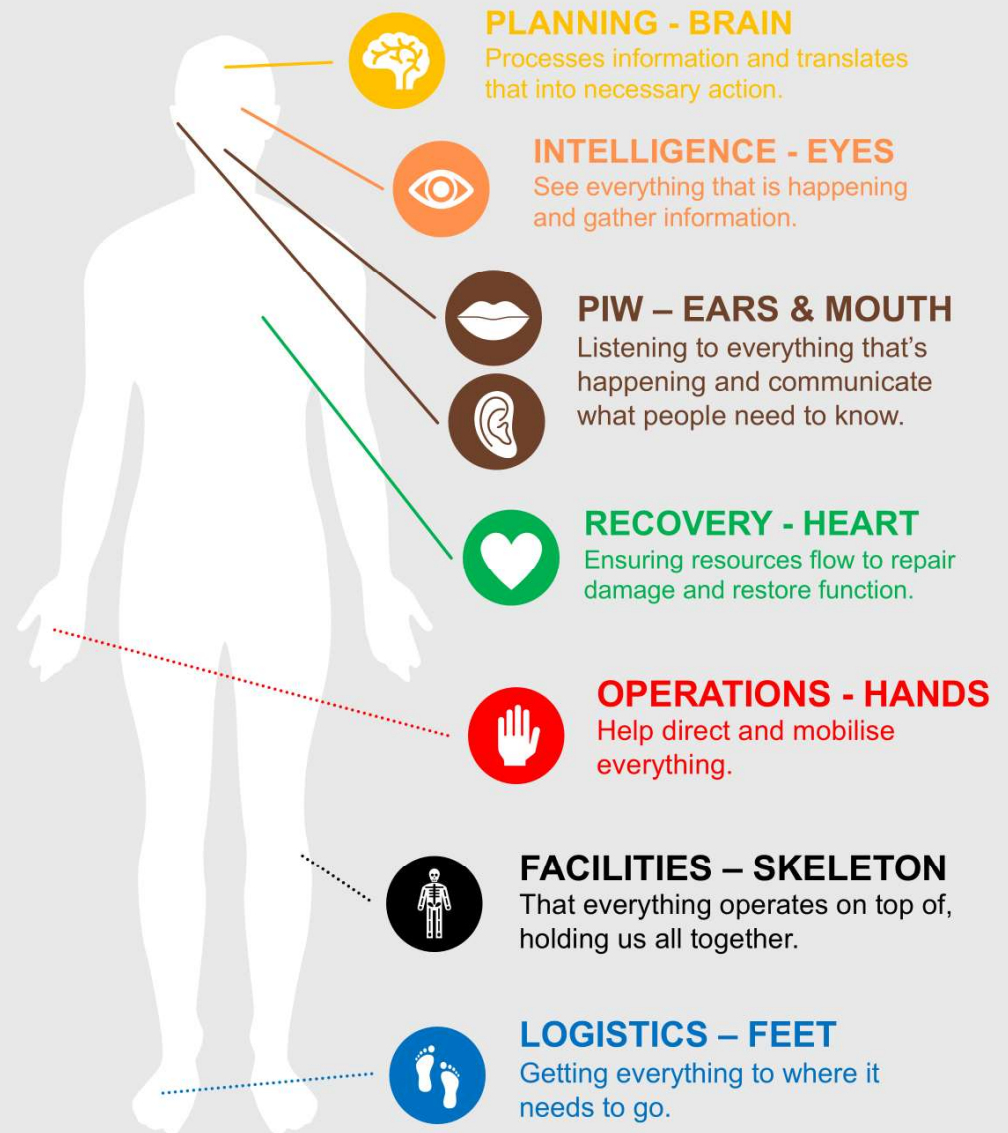 PLANNING - BRAIN
Processes information and translates
that into necessary action.
INTELLIGENCE - EYES
See everything that is happening
and gather information.
PIW – EARS & MOUTH
Listening to everything that’s
happening and communicate
what people need to know.
RECOVERY - HEART
Ensuring resources flow to repair
damage and restore function.
OPERATIONS - HANDS
Help direct and mobilise
everything.
FACILITIES – SKELETON
That everything operates on top of,
holding us all together.
LOGISTICS – FEET
Getting everything to where it
needs to go.